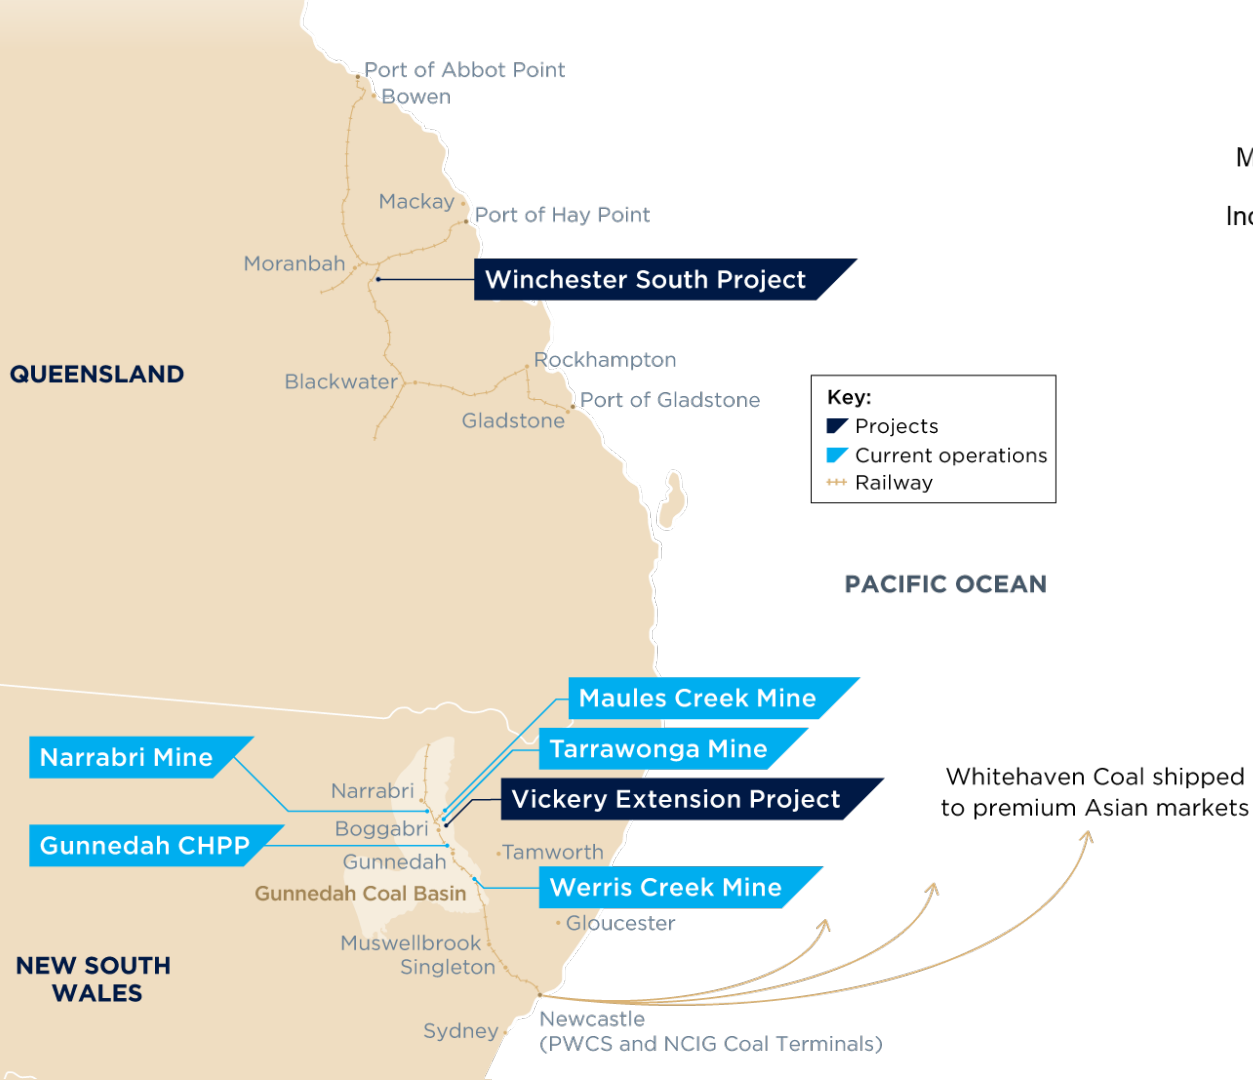 Port of Abbot Point
Bowen
M
Mackay
Port of Hay Point
Inc
Moranbah
Winchester South Project
QUEENSLAND
Rockhampton
Blackwater
Port of Gladstone
Gladstone
Key:
Projects
Current operations
Railway
PACIFIC OCEAN
Maules Creek Mine
Tarrawonga Mine
Narrabri Mine
Narrabri
Vickery Extension Project
Whitehaven Coal shipped
to premium Asian markets
Boggabri
Gunnedah CHPP
Gunnedah
Tamworth
Gunnedah Coal Basin
Werris Creek Mine
Gloucester
Muswellbrook
Singleton
NEW SOUTH
WALES
Newcastle
(PWCS and NCIG Coal Terminals)
Sydney